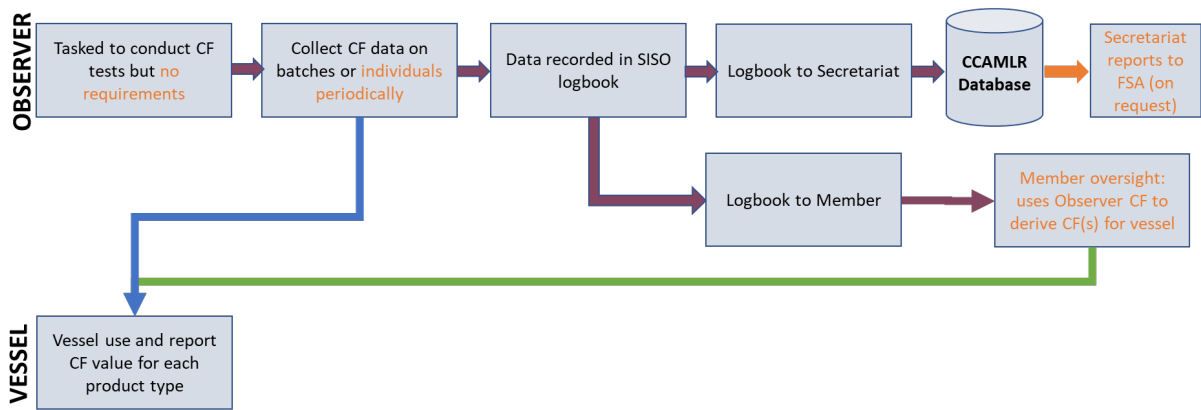 OBSERVER
Tasked to conduct CF
tests but no
requirements
Collect CF data on
batches or individuals
periodically
Data recorded in SISO
logbook
Logbook to Secretariat
CCAMLR
Database
Secretariat
reports to
FSA (on
request)
Logbook to Member
Member oversight:
uses Observer CF to
derive CF(s) for vessel
VESSEL
Vessel use and report
CF value for each
product type